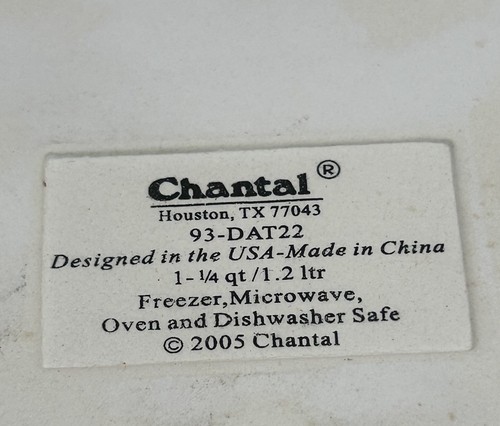 Chantal®
Houston, TX 77043
93-DAT22
Designed in the USA-Made in China
1-¼ qt/1.2 ltr
Freezer,Microwave,
Oven and Dishwasher Safe
© 2005 Chantal